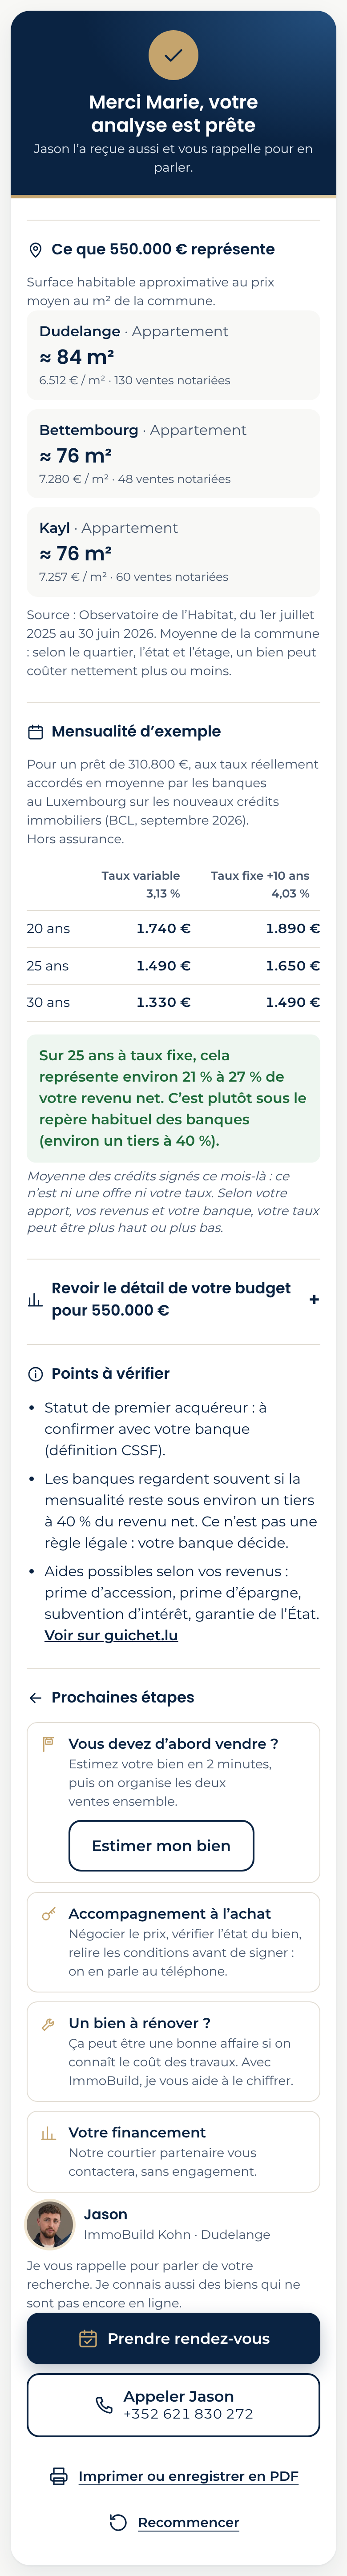 Merci Marie, votre
analyse est prête
Jason l’a reçue aussi et vous rappelle pour en
parler.
Ce que 550.000 € représente
Surface habitable approximative au prix
moyen au m² de la commune.
Dudelange · Appartement
≈ 84 m²
6.512 € / m² · 130 ventes notariées
Bettembourg · Appartement
≈ 76 m²
7.280 € / m² · 48 ventes notariées
Kayl · Appartement
≈ 76 m²
7.257 € / m² · 60 ventes notariées
Source : Observatoire de l’Habitat, du 1er juillet
2025 au 30 juin 2026. Moyenne de la commune
: selon le quartier, l’état et l’étage, un bien peut
coûter nettement plus ou moins.
Mensualité d’exemple
Pour un prêt de 310.800 €, aux taux réellement
accordés en moyenne par les banques
au Luxembourg sur les nouveaux crédits
immobiliers (BCL, septembre 2026).
Hors assurance.
Taux variable Taux fixe +10 ans
3,13 % 4,03 %
20 ans 1.740 € 1.890 €
25 ans 1.490 € 1.650 €
30 ans 1.330 € 1.490 €
Sur 25 ans à taux fixe, cela
représente environ 21 % à 27 % de
votre revenu net. C’est plutôt sous le
repère habituel des banques
(environ un tiers à 40 %).
Moyenne des crédits signés ce mois-là : ce
n’est ni une offre ni votre taux. Selon votre
apport, vos revenus et votre banque, votre taux
peut être plus haut ou plus bas.
Revoir le détail de votre budget
pour 550.000 €
+
Points à vérifier
• Statut de premier acquéreur : à
confirmer avec votre banque
(définition CSSF).
• Les banques regardent souvent si la
mensualité reste sous environ un tiers
à 40 % du revenu net. Ce n’est pas une
règle légale : votre banque décide.
• Aides possibles selon vos revenus :
prime d’accession, prime d’épargne,
subvention d’intérêt, garantie de l’État.
Voir sur guichet.lu
Prochaines étapes
Vous devez d’abord vendre ?
Estimez votre bien en 2 minutes,
puis on organise les deux
ventes ensemble.
Estimer mon bien
Accompagnement à l’achat
Négocier le prix, vérifier l’état du bien,
relire les conditions avant de signer :
on en parle au téléphone.
Un bien à rénover ?
Ça peut être une bonne affaire si on
connaît le coût des travaux. Avec
ImmoBuild, je vous aide à le chiffrer.
Votre financement
Notre courtier partenaire vous
contactera, sans engagement.
Jason
ImmoBuild Kohn · Dudelange
Je vous rappelle pour parler de votre
recherche. Je connais aussi des biens qui ne
sont pas encore en ligne.
Prendre rendez-vous
Appeler Jason
+352 621 830 272
Imprimer ou enregistrer en PDF
Recommencer